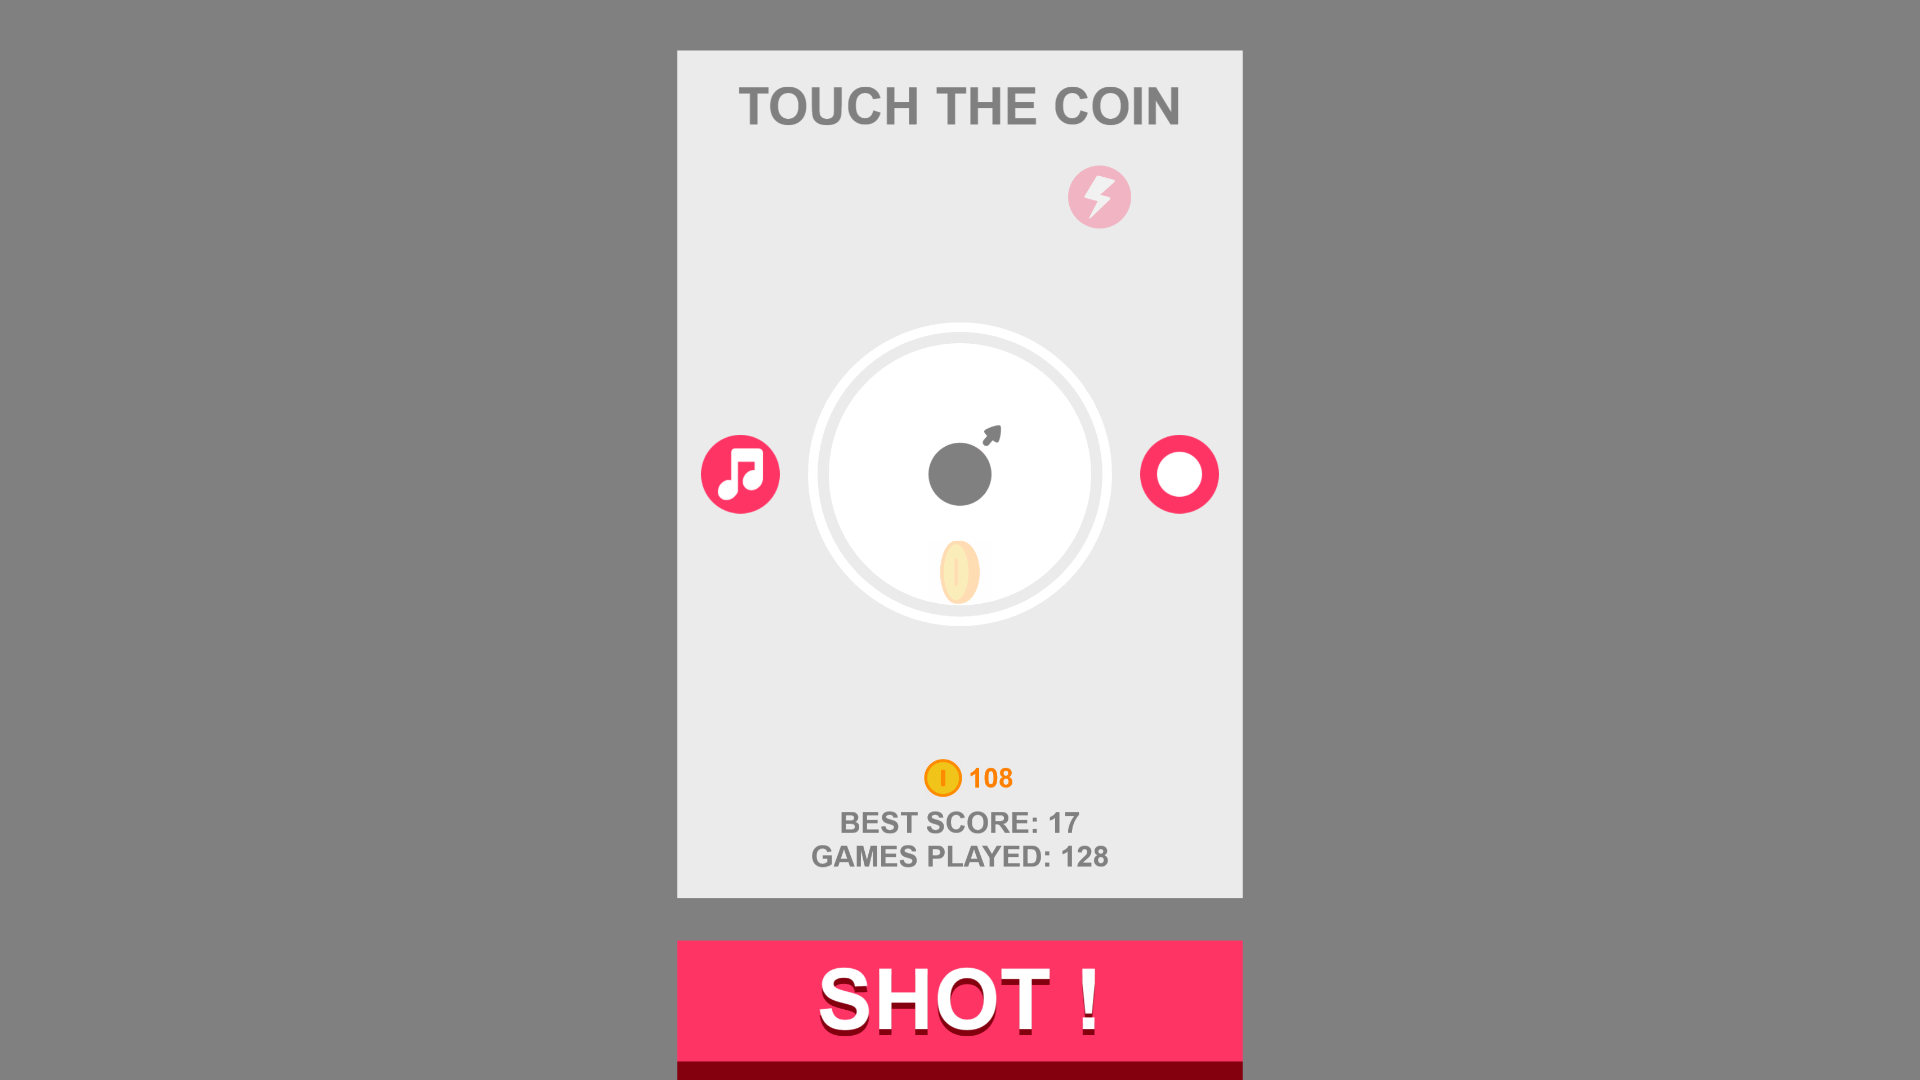 TOUCH THE COIN
108
BEST SCORE: 17
GAMES PLAYED: 128
SHOT !